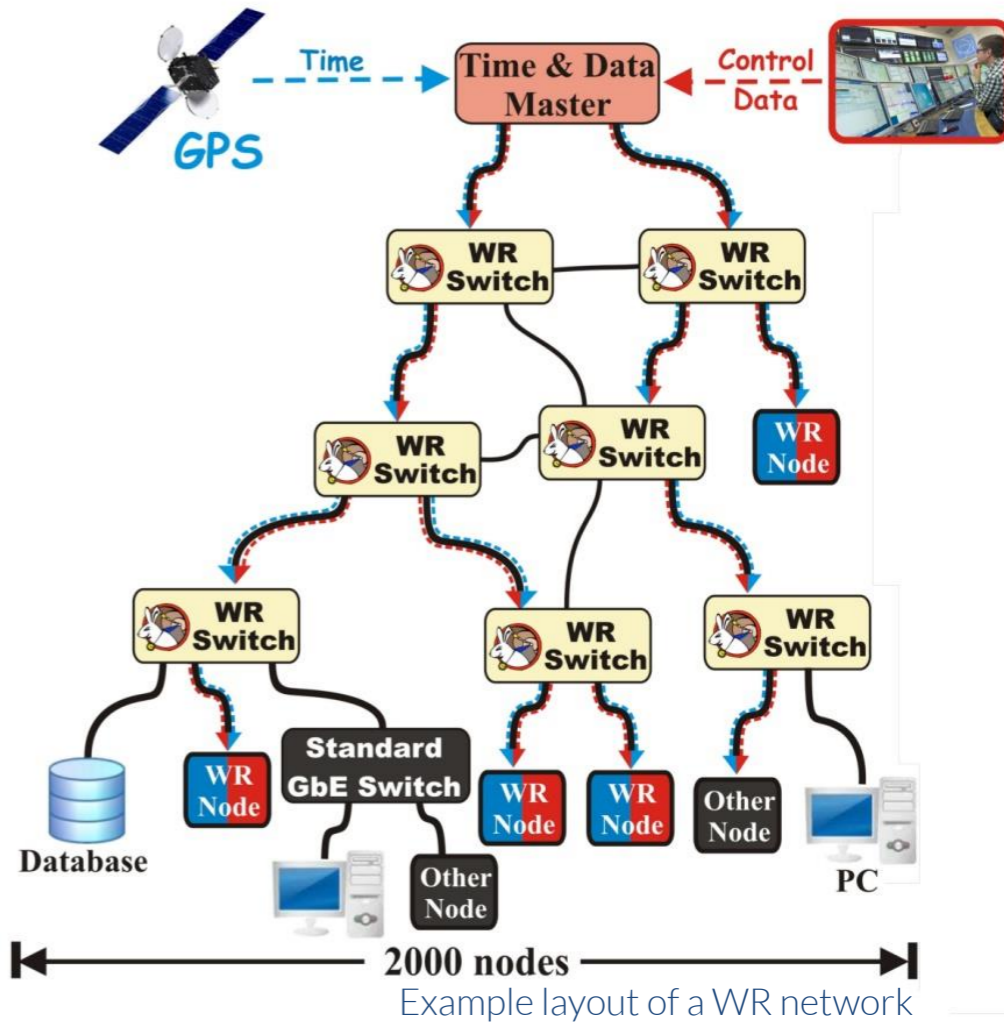 Time
GPS
Time & Data
Master
Control
Data
WR
Switch
WR
Switch
WR
Switch
WR
Switch
WR
Node
WR
Switch
WR
Switch
WR
Switch
Database
WR
Node
Standard
GbE Switch
Other
Node
WR
Node
WR
Node
Other
Node
PC
2000 nodes
Example layout of a WR network